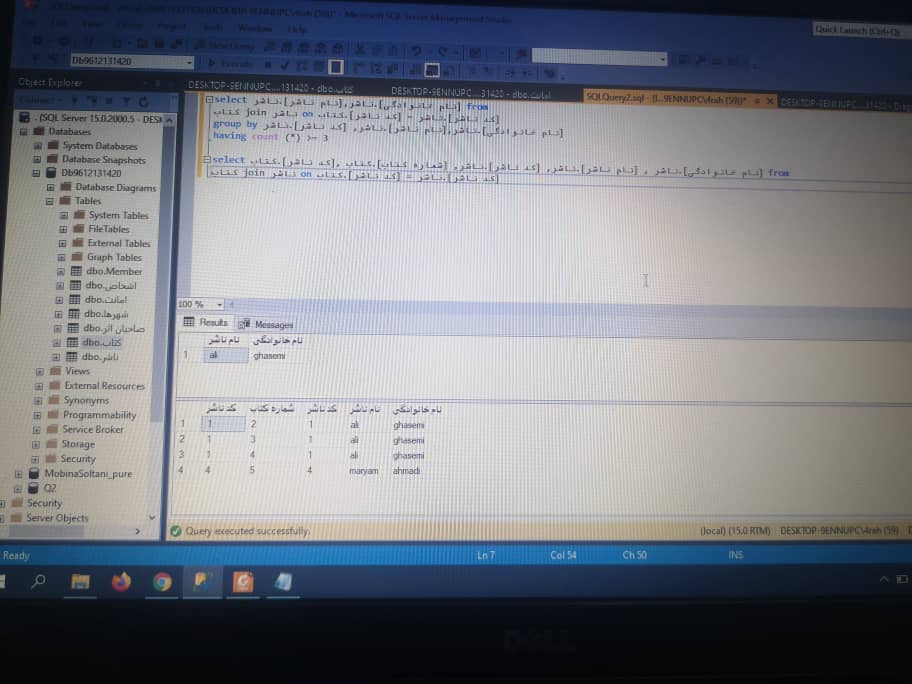 Microsoft SQL Server Management Studio
Quick Launch (Ctrl+Q)
Window Help
New Query
Db9612131420
Execute
Object Explorer
DESKTOP-9ENNUPC....131420 - dbo.کتاب
DESKTOP-9ENNUPC....131420 - dbo.امانت
SQLQuery2.sql - (l...9ENNUPC\4rah (59))*
select ناشر.[نام ناشر],ناشر.[نام خانوادگی] from
کتاب join ناشر on کتاب.[کد ناشر] = ناشر.[کد ناشر]
group by ناشر.[کد ناشر] ,ناشر.[نام ناشر],ناشر.[نام خانوادگی]
having count (*) >= 3
select کتاب.[کد ناشر], کتاب.[شماره کتاب] ,ناشر.[کد ناشر] ,ناشر.[نام ناشر] , ناشر.[نام خانوادگی] from
کتاب join ناشر on کتاب.[کد ناشر] = ناشر.[کد ناشر]
(SQL Server 15.0.2000.5 - DESK
Databases
System Databases
Database Snapshots
Db9612131420
Database Diagrams
Tables
System Tables
FileTables
External Tables
Graph Tables
dbo.Member
dbo.اشخاص
dbo.امانت
dbo.شهرها
dbo.صاحبان اثر
dbo.کتاب
dbo.ناشر
Views
External Resources
Synonyms
Programmability
Service Broker
Storage
Security
MobinaSoltani_pure
Q2
Security
Server Objects
100 %
Results Messages
نام ناشر نام خانوادگی
1 ali ghasemi
کد ناشر شماره کتاب کد ناشر نام ناشر نام خانوادگی
1 1 2 1 ali ghasemi
2 1 3 1 ali ghasemi
3 1 4 1 ali ghasemi
4 4 5 4 maryam ahmadi
Query executed successfully.
(local) (15.0 RTM) DESKTOP-9ENNUPC\4rah (59)
Ready
Ln 7 Col 54 Ch 50 INS
DELL